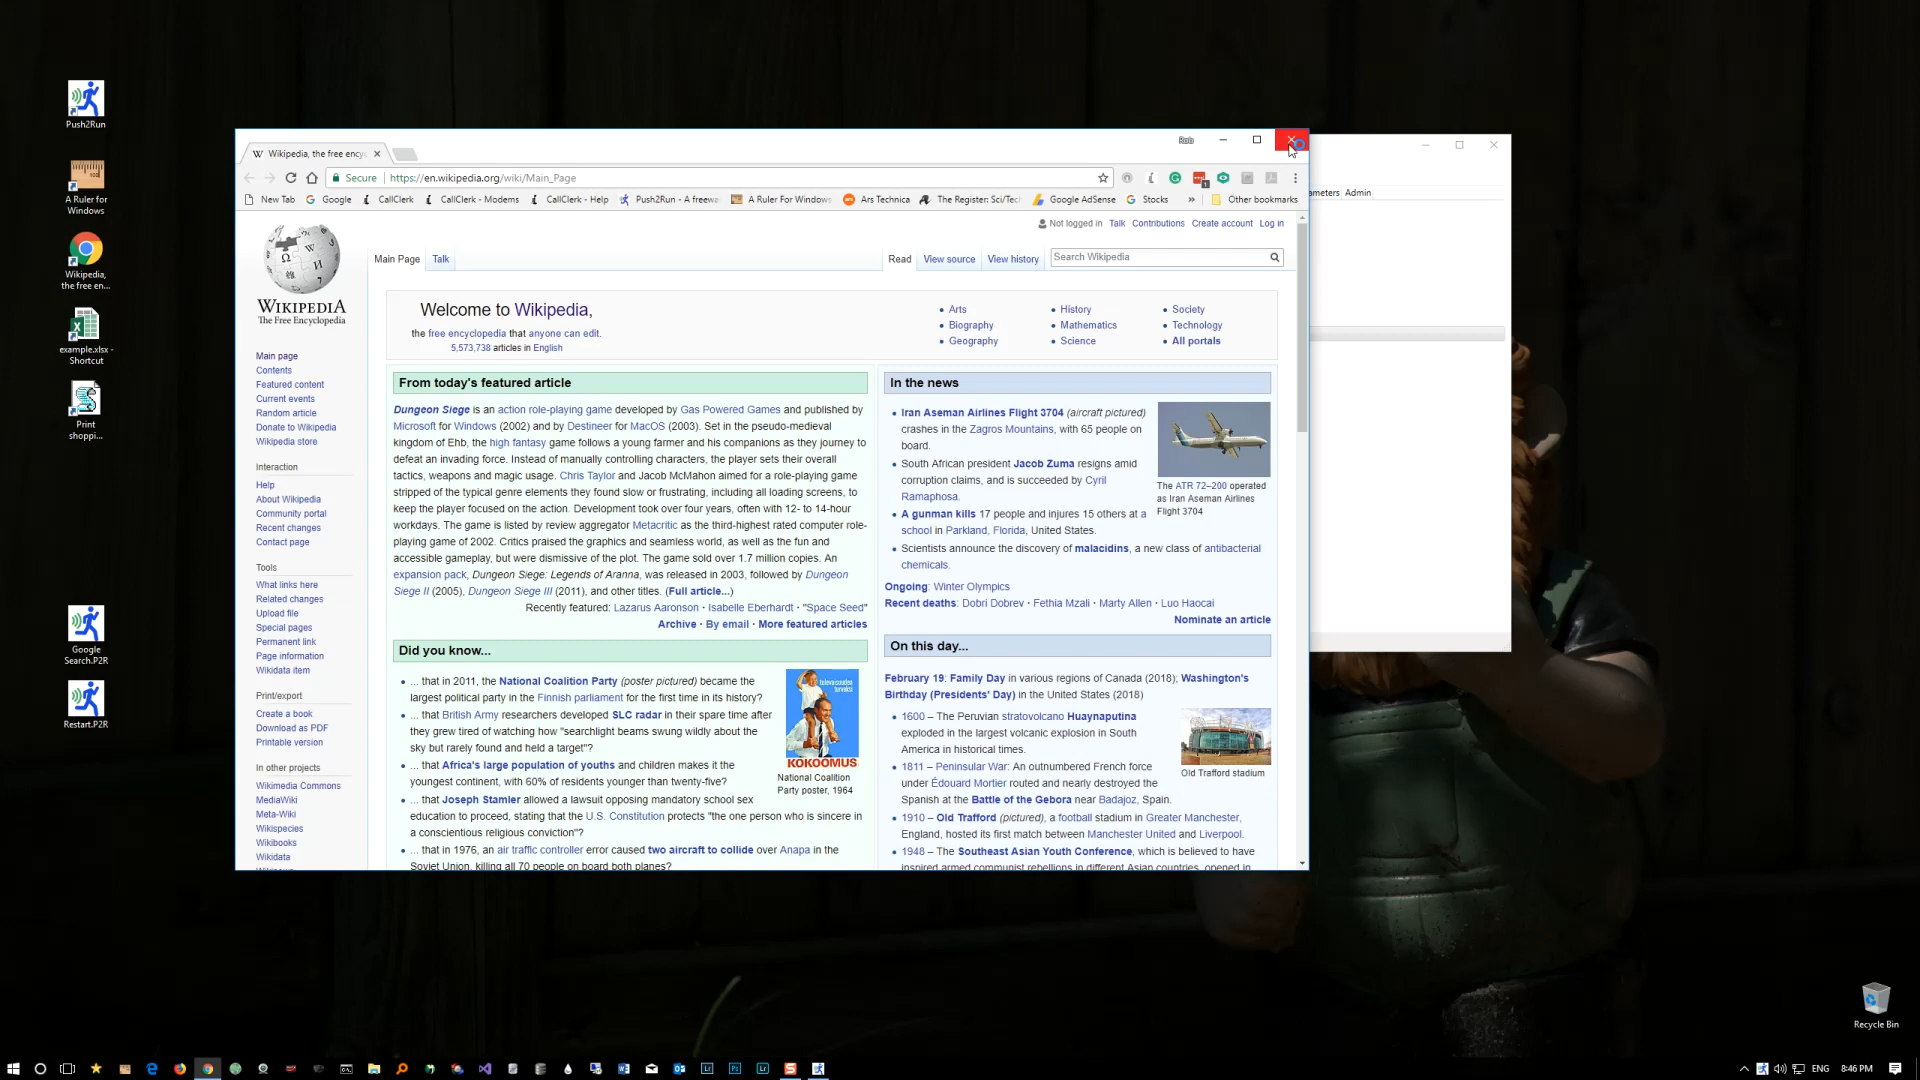 Push2Run
A Ruler for
Windows
Wikipedia,
the free en...
example.xlsx -
Shortcut
Print
shoppi...
Google
Search.P2R
Restart.P2R
Bob
Wikipedia, the free ency
Secure
https://en.wikipedia.org/wiki/Main_Page
New Tab Google CallClerk CallClerk - Modems CallClerk - Help Push2Run - A freewa A Ruler For Windows Ars Technica The Register: Sci/Tec Google AdSense Stocks » Other bookmarks
Not logged in Talk Contributions Create account Log in
Main Page Talk Read View source View history Search Wikipedia
WIKIPEDIA
The Free Encyclopedia
Main page
Contents
Featured content
Current events
Random article
Donate to Wikipedia
Wikipedia store
Interaction
Help
About Wikipedia
Community portal
Recent changes
Contact page
Tools
What links here
Related changes
Upload file
Special pages
Permanent link
Page information
Wikidata item
Print/export
Create a book
Download as PDF
Printable version
In other projects
Wikimedia Commons
MediaWiki
Meta-Wiki
Wikispecies
Wikibooks
Wikidata
Welcome to Wikipedia,
the free encyclopedia that anyone can edit.
5,573,738 articles in English
Arts
Biography
Geography
History
Mathematics
Science
Society
Technology
All portals
From today's featured article
Dungeon Siege is an action role-playing game developed by Gas Powered Games and published by
Microsoft for Windows (2002) and by Destineer for MacOS (2003). Set in the pseudo-medieval
kingdom of Ehb, the high fantasy game follows a young farmer and his companions as they journey to
defeat an invading force. Instead of manually controlling characters, the player sets their overall
tactics, weapons and magic usage. Chris Taylor and Jacob McMahon aimed for a role-playing game
stripped of the typical genre elements they found slow or frustrating, including all loading screens, to
keep the player focused on the action. Development took over four years, often with 12- to 14-hour
workdays. The game is listed by review aggregator Metacritic as the third-highest rated computer role-
playing game of 2002. Critics praised the graphics and seamless world, as well as the fun and
accessible gameplay, but were dismissive of the plot. The game sold over 1.7 million copies. An
expansion pack, Dungeon Siege: Legends of Aranna, was released in 2003, followed by Dungeon
Siege II (2005), Dungeon Siege III (2011), and other titles. (Full article...)
Recently featured: Lazarus Aaronson · Isabelle Eberhardt · "Space Seed"
Archive · By email · More featured articles
Did you know...
... that in 2011, the National Coalition Party (poster pictured) became the
largest political party in the Finnish parliament for the first time in its history?
... that British Army researchers developed SLC radar in their spare time after
they grew tired of watching how "searchlight beams swung wildly about the
sky but rarely found and held a target"?
... that Africa's large population of youths and children makes it the
youngest continent, with 60% of residents younger than twenty-five?
... that Joseph Stamler allowed a lawsuit opposing mandatory school sex
education to proceed, stating that the U.S. Constitution protects "the one person who is sincere in
a conscientious religious conviction"?
... that in 1976, an air traffic controller error caused two aircraft to collide over Anapa in the
Soviet Union, killing all 70 people on board both planes?
KOKOOMUS
National Coalition
Party poster, 1964
In the news
Iran Aseman Airlines Flight 3704 (aircraft pictured)
crashes in the Zagros Mountains, with 65 people on
board.
South African president Jacob Zuma resigns amid
corruption claims, and is succeeded by Cyril
Ramaphosa.
A gunman kills 17 people and injures 15 others at a
school in Parkland, Florida, United States.
Scientists announce the discovery of malacidins, a new class of antibacterial
chemicals.
The ATR 72–200 operated
as Iran Aseman Airlines
Flight 3704
Ongoing: Winter Olympics
Recent deaths: Dobri Dobrev · Fethia Mzali · Marty Allen · Luo Haocai
Nominate an article
On this day...
February 19: Family Day in various regions of Canada (2018); Washington's
Birthday (Presidents' Day) in the United States (2018)
1600 – The Peruvian stratovolcano Huaynaputina
exploded in the largest volcanic explosion in South
America in historical times.
1811 – Peninsular War: An outnumbered French force
under Édouard Mortier routed and nearly destroyed the
Spanish at the Battle of the Gebora near Badajoz, Spain.
1910 – Old Trafford (pictured), a football stadium in Greater Manchester,
England, hosted its first match between Manchester United and Liverpool.
1948 – The Southeast Asian Youth Conference, which is believed to have
inspired armed communist rebellions in different Asian countries, opened in
Old Trafford stadium
ameters Admin
Recycle Bin
ENG 8:46 PM